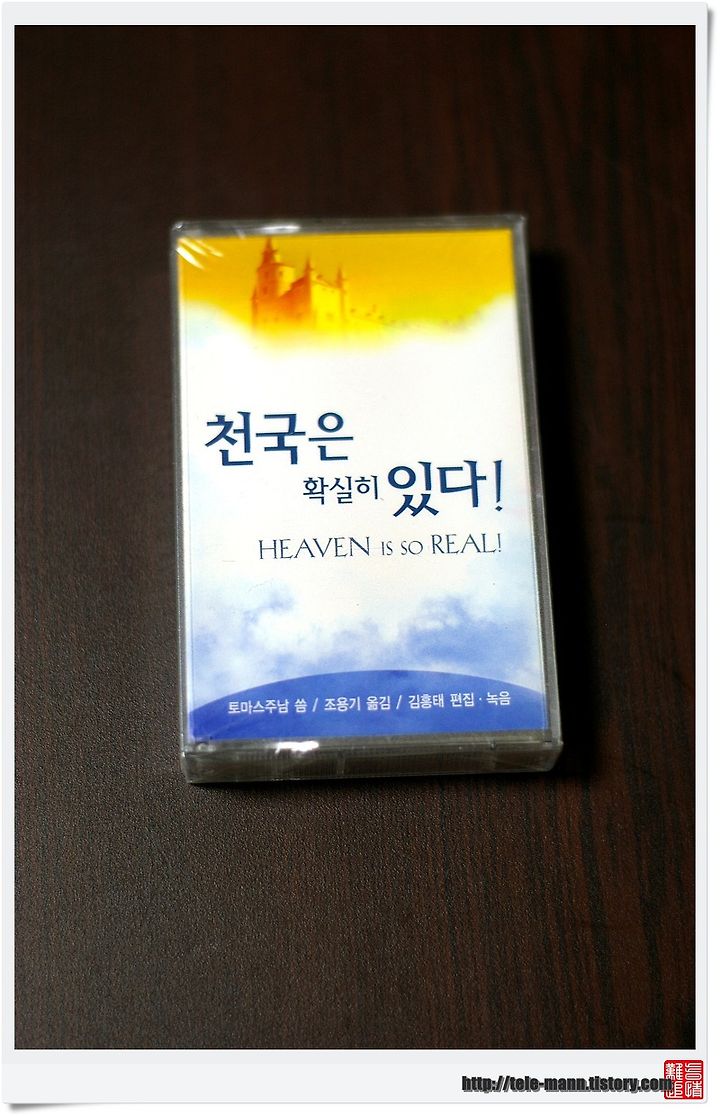 천국은
확실히 있다!
HEAVEN IS SO REAL!
토마스주남 씀 / 조용기 옮김 / 김홍태 편집 · 녹음
http://tele-mann.tistory.com